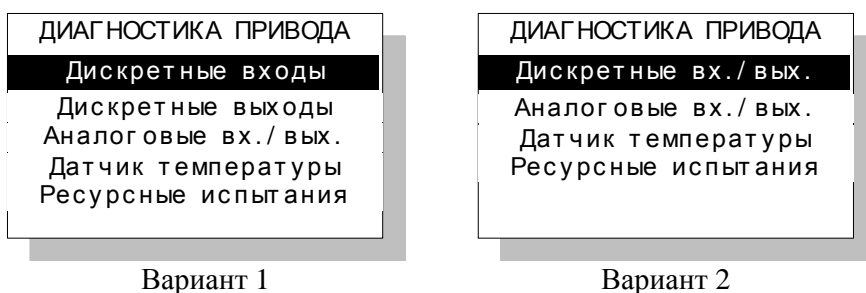 ДИАГНОСТИКА ПРИВОДА
Дискретные входы
Дискретные выходы
Аналоговые вх./вых.
Датчик температуры
Ресурсные испытания
Вариант 1
ДИАГНОСТИКА ПРИВОДА
Дискретные вх./вых.
Аналоговые вх./вых.
Датчик температуры
Ресурсные испытания
Вариант 2